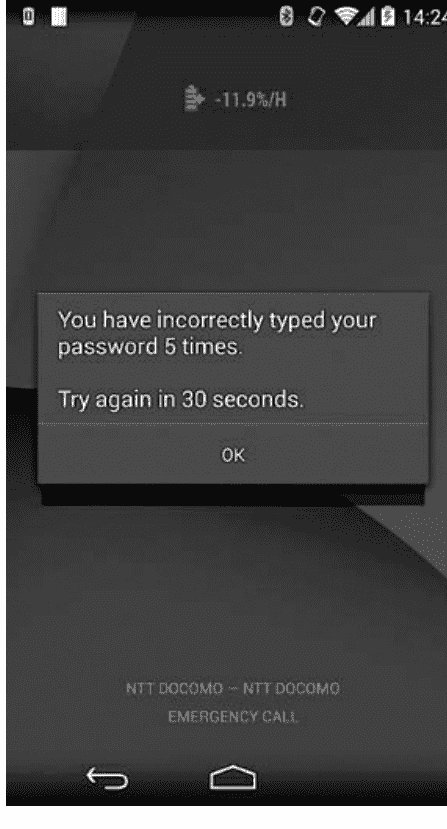 14:24
-11.9%/H
You have incorrectly typed your
password 5 times.
Try again in 30 seconds.
OK
NTT DOCOMO – NTT DOCOMO
EMERGENCY CALL